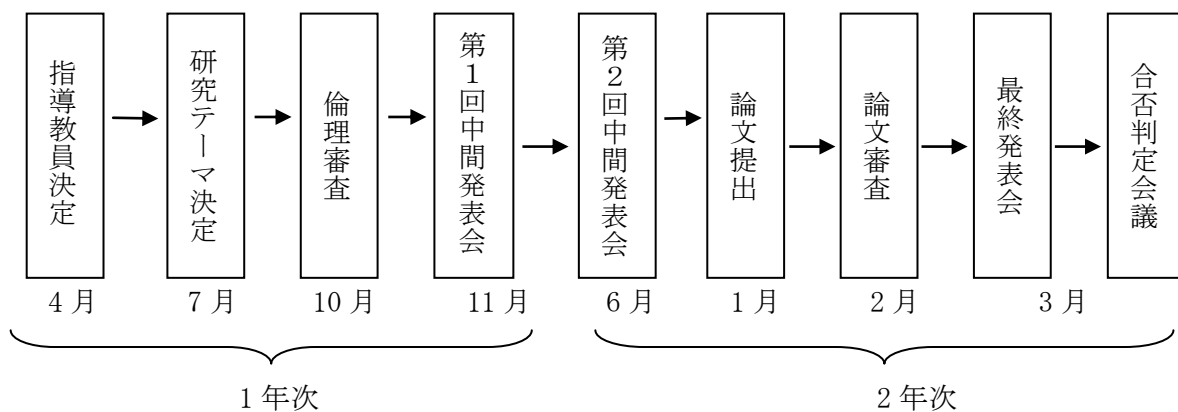 指導教員決定
研究テーマ決定
倫理審査
第1回中間発表会
第2回中間発表会
論文提出
論文審査
最終発表会
合否判定会議
4月
7月
10月
11月
6月
1月
2月
3月
1年次
2年次